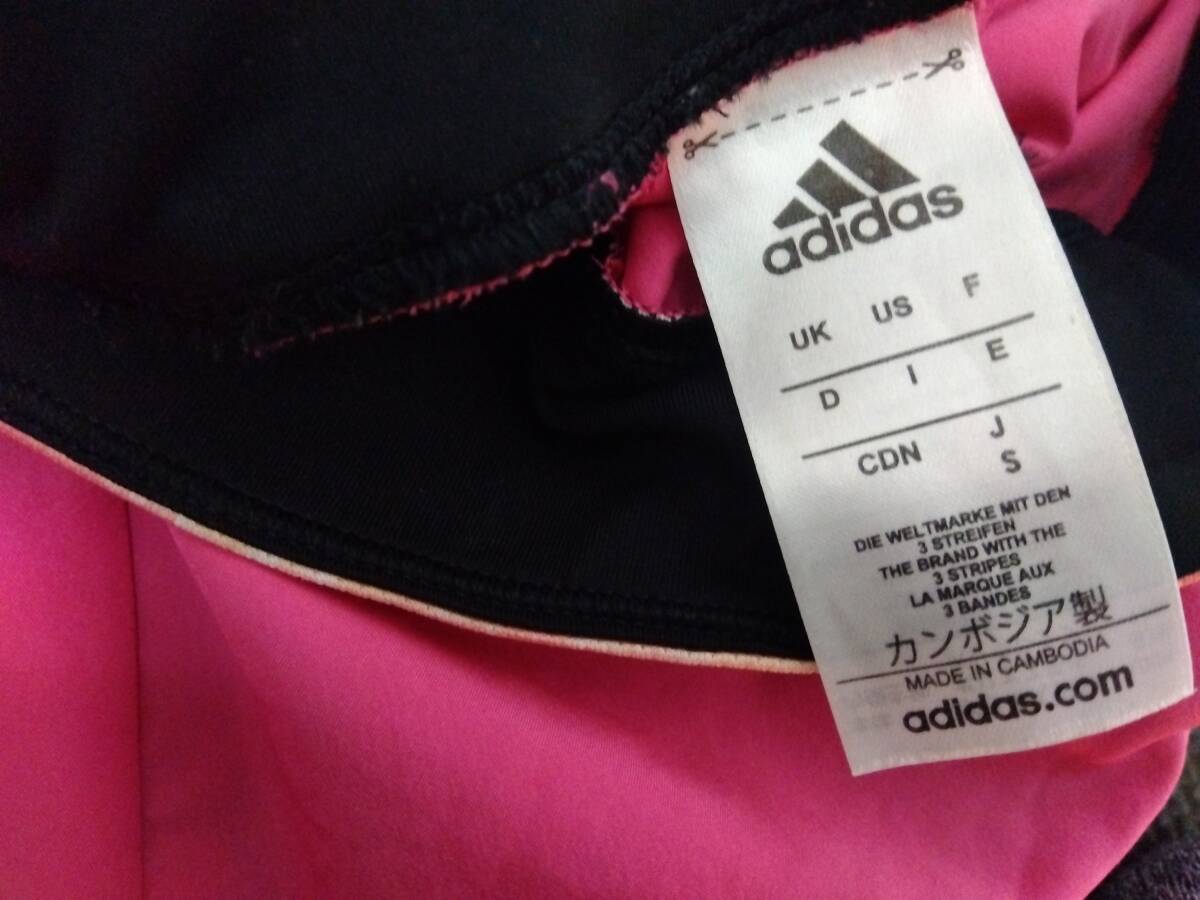 adidas
UK US F
D I E
CDN J
S
DIE WELTMARKE MIT DEN
3 STREIFEN
THE BRAND WITH THE
3 STRIPES
LA MARQUE AUX
3 BANDES
カンボジア製
MADE IN CAMBODIA
adidas.com